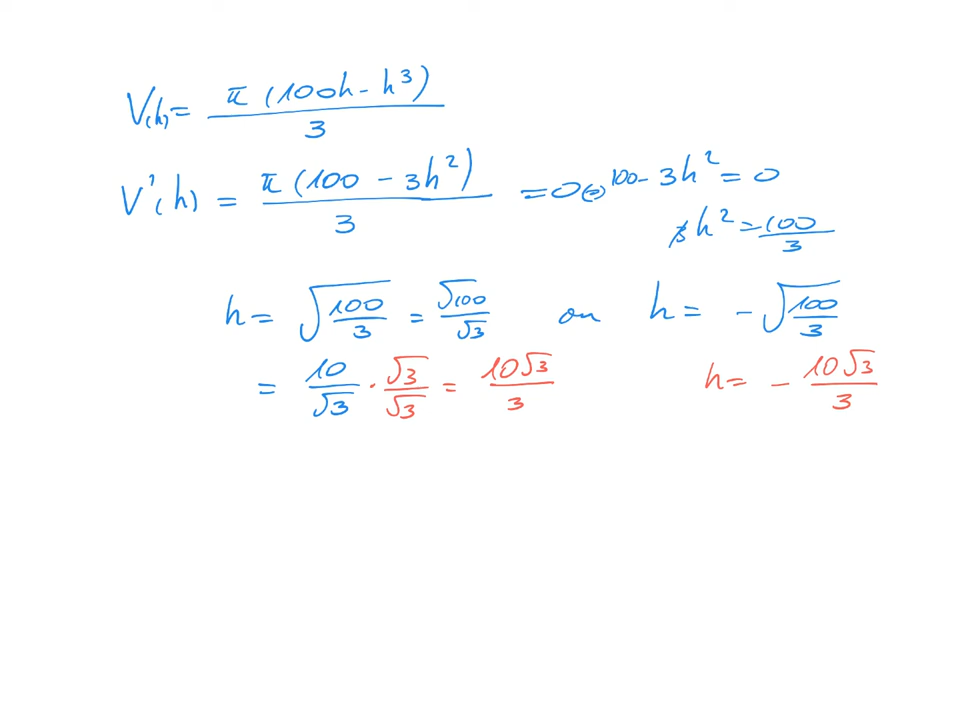 V(h) = π(100h - h³)/3
V'(h) = π(100 - 3h²)/3 = 0 ⇔ 100 - 3h² = 0
h² = 100/3
h = √(100/3) = √100/√3 ou h = -√(100/3)
= 10/√3 · √3/√3 = 10√3/3 h = - 10√3/3